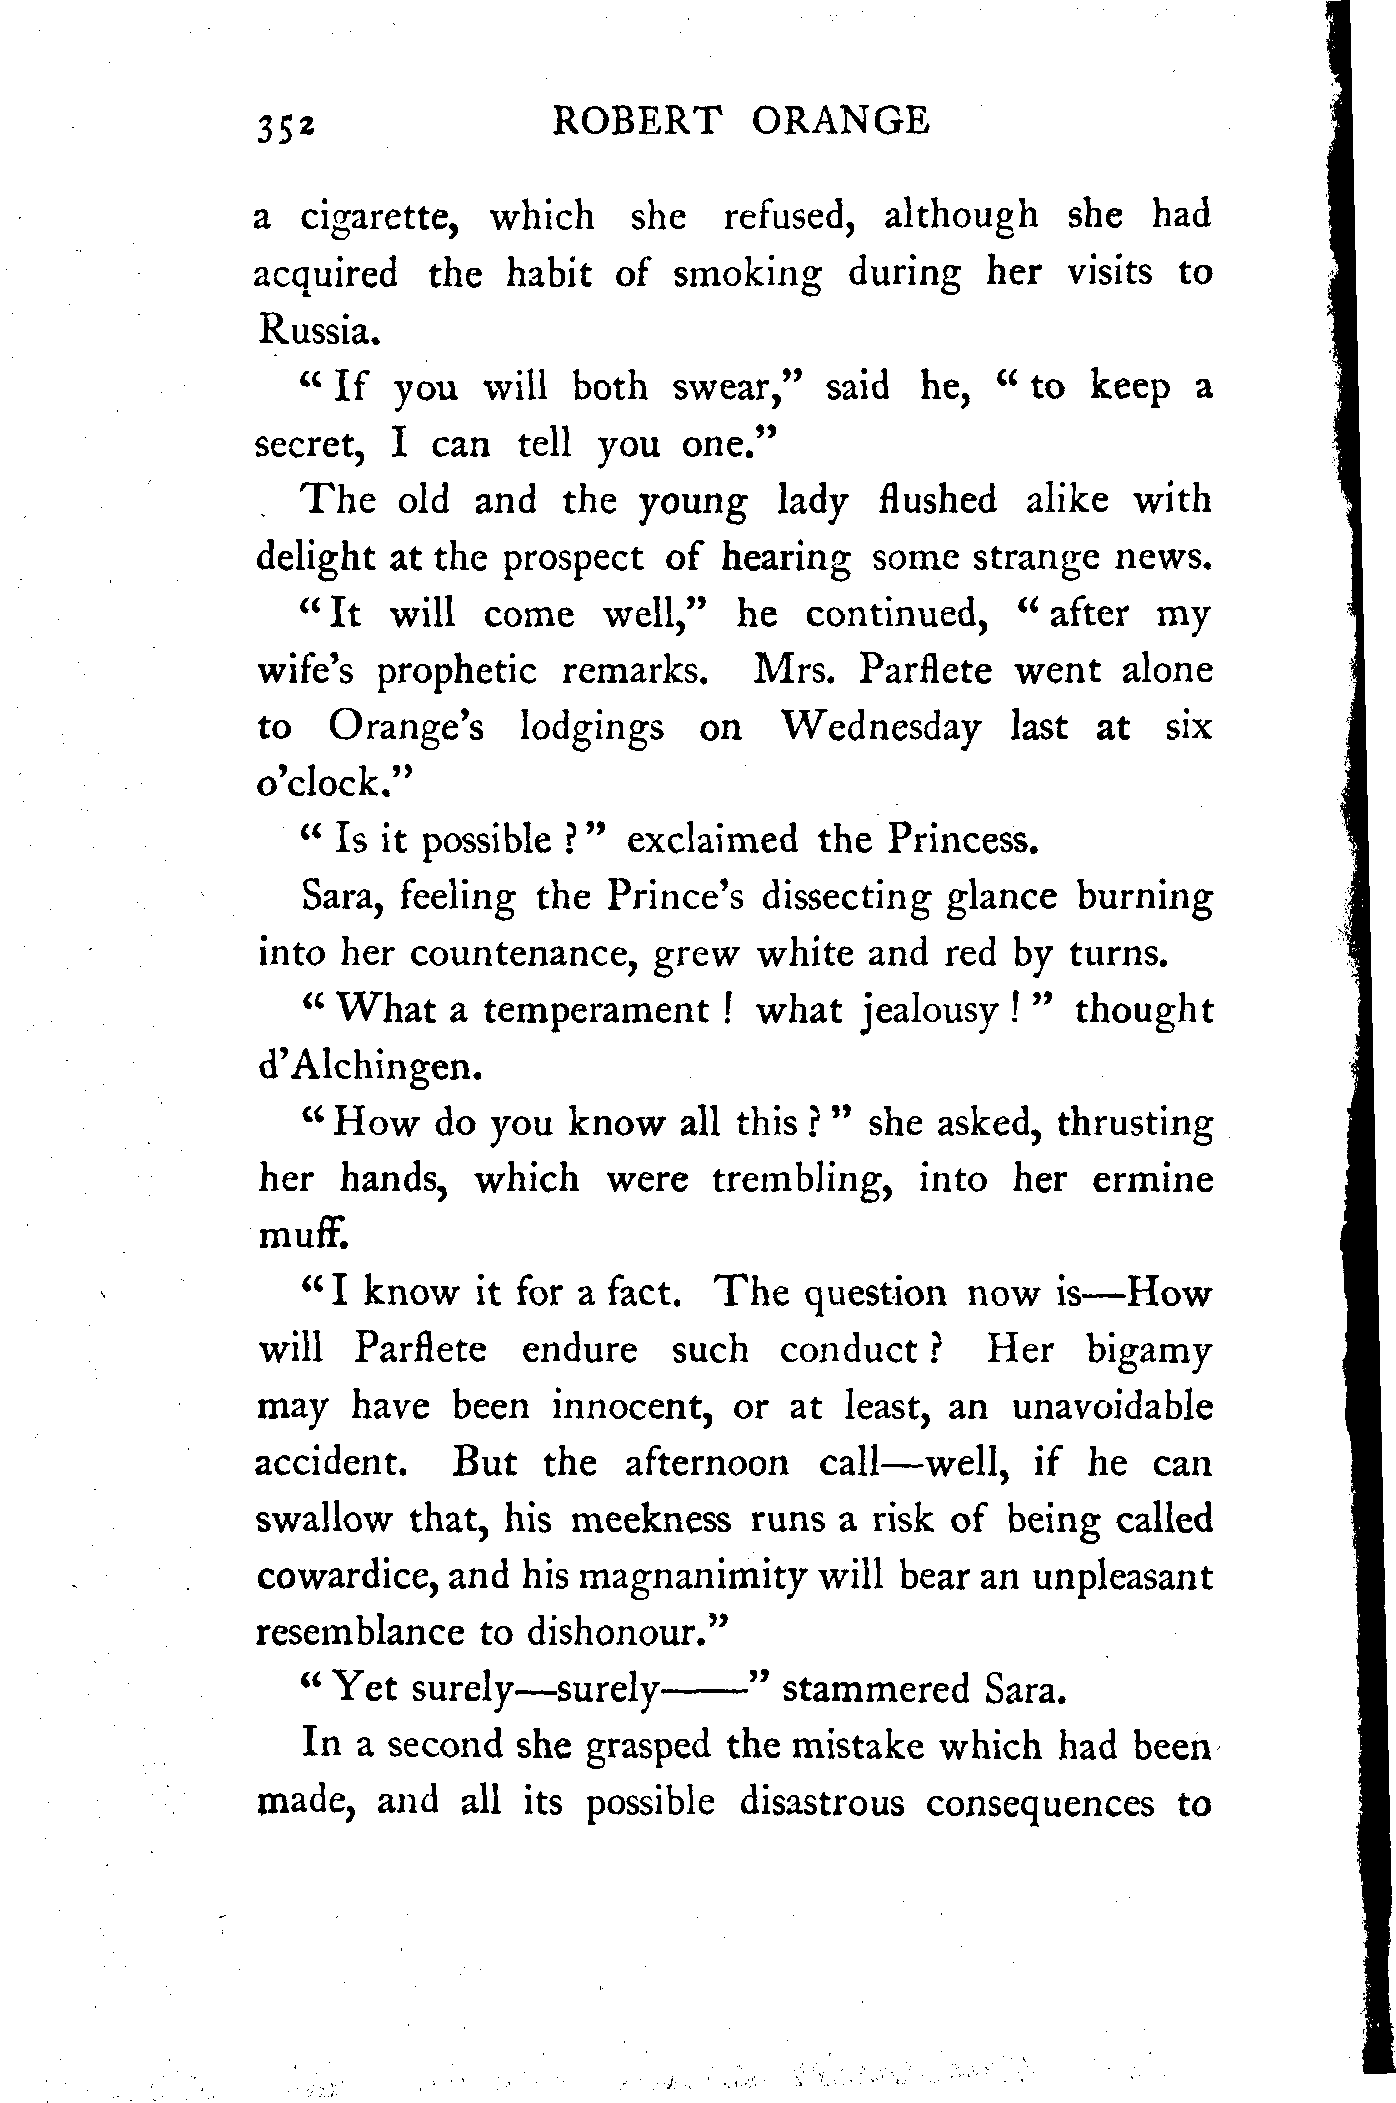 352 ROBERT ORANGE
a cigarette, which she refused, although she had
acquired the habit of smoking during her visits to
Russia.
“ If you will both swear,” said he, “ to keep a
secret, I can tell you one.”
The old and the young lady flushed alike with
delight at the prospect of hearing some strange news.
“ It will come well,” he continued, “ after my
wife’s prophetic remarks. Mrs. Parflete went alone
to Orange’s lodgings on Wednesday last at six
o’clock.”
“ Is it possible ? ” exclaimed the Princess.
Sara, feeling the Prince’s dissecting glance burning
into her countenance, grew white and red by turns.
“ What a temperament ! what jealousy ! ” thought
d’Alchingen.
“ How do you know all this ? ” she asked, thrusting
her hands, which were trembling, into her ermine
muff.
“ I know it for a fact. The question now is—How
will Parflete endure such conduct ? Her bigamy
may have been innocent, or at least, an unavoidable
accident. But the afternoon call—well, if he can
swallow that, his meekness runs a risk of being called
cowardice, and his magnanimity will bear an unpleasant
resemblance to dishonour.”
“ Yet surely—surely——” stammered Sara.
In a second she grasped the mistake which had been
made, and all its possible disastrous consequences to